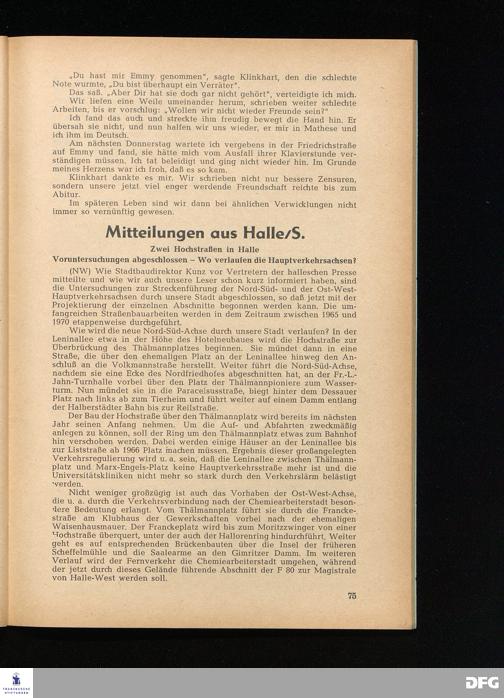 „Du hast mir Emmy genommen“, sagte Klinkhart, den die schlechte
Note wurmte, „Du bist überhaupt ein Verräter“.
Das saß. „Aber Dir hat sie doch gar nicht gehört“, verteidigte ich mich.
Wir liefen eine Weile umeinander herum, schrieben weiter schlechte
Arbeiten, bis er vorschlug: „Wollen wir nicht wieder Freunde sein?“
Ich fand das auch und streckte ihm freudig bewegt die Hand hin. Er
übersah sie nicht, und nun halfen wir uns wieder, er mir in Mathese und
ich ihm im Deutsch.
Am nächsten Donnerstag wartete ich vergebens in der Friedrichstraße
auf Emmy und fand, sie hätte mich vom Ausfall ihrer Klavierstunde ver-
ständigen müssen. Ich tat beleidigt und ging nicht wieder hin. Im Grunde
meines Herzens war ich froh, daß es so kam.
Klinkhart dankte es mir. Wir schrieben nicht nur bessere Zensuren,
sondern unsere jetzt viel enger werdende Freundschaft reichte bis zum
Abitur.
Im späteren Leben sind wir dann bei ähnlichen Verwicklungen nicht
immer so vernünftig gewesen.
Mitteilungen aus Halle/S.
Zwei Hochstraßen in Halle
Voruntersuchungen abgeschlossen – Wo verlaufen die Hauptverkehrsachsen?
(NW) Wie Stadtbaudirektor Kunz vor Vertretern der halleschen Presse
mitteilte und wie wir auch unsere Leser schon kurz informiert haben, sind
die Untersuchungen zur Streckenführung der Nord-Süd- und der Ost-West-
Hauptverkehrsachsen durch unsere Stadt abgeschlossen, so daß jetzt mit der
Projektierung der einzelnen Abschnitte begonnen werden kann. Die um-
fangreichen Straßenbauarbeiten werden in dem Zeitraum zwischen 1965 und
1970 etappenweise durchgeführt.
Wie wird die neue Nord-Süd-Achse durch unsere Stadt verlaufen? In der
Leninallee etwa in der Höhe des Hotelneubaues wird die Hochstraße zur
Überbrückung des Thälmannplatzes beginnen. Sie mündet dann in eine
Straße, die über den ehemaligen Platz an der Leninallee hinweg den An-
schluß an die Volkmannstraße herstellt. Weiter führt die Nord-Süd-Achse,
nachdem sie eine Ecke des Nordfriedhofes abgeschnitten hat, an der Fr.-L.-
Jahn-Turnhalle vorbei über den Platz der Thälmannpioniere zum Wasser-
turm. Nun mündet sie in die Paracelsusstraße, biegt hinter dem Dessauer
Platz nach links ab zum Tierheim und führt weiter auf einem Damm entlang
der Halberstädter Bahn bis zur Reilstraße.
Der Bau der Hochstraße über den Thälmannplatz wird bereits im nächsten
Jahr seinen Anfang nehmen. Um die Auf- und Abfahrten zweckmäßig
anlegen zu können, soll der Ring um den Thälmannplatz etwas zum Bahnhof
hin verschoben werden. Dabei werden einige Häuser an der Leninallee bis
zur Liststraße ab 1966 Platz machen müssen. Ergebnis dieser großangelegten
Verkehrsregulierung wird u. a. sein, daß die Leninallee zwischen Thälmann-
platz und Marx-Engels-Platz keine Hauptverkehrsstraße mehr ist und die
Universitätskliniken nicht mehr so stark durch den Verkehrslärm belästigt
werden.
Nicht weniger großzügig ist auch das Vorhaben der Ost-West-Achse,
die u. a. durch die Verkehrsverbindung nach der Chemiearbeiterstadt beson-
dere Bedeutung erlangt. Vom Thälmannplatz führt sie durch die Francke-
straße am Klubhaus der Gewerkschaften vorbei nach der ehemaligen
Waisenhausmauer. Der Franckeplatz wird bis zum Moritzzwinger von einer
Hochstraße überquert, unter der auch der Hallorenring hindurchführt. Weiter
geht es auf entsprechenden Brückenbauten über die Insel der früheren
Scheffelmühle und die Saalearme an den Gimritzer Damm. Im weiteren
Verlauf wird der Fernverkehr die Chemiearbeiterstadt umgehen, während
der jetzt durch dieses Gelände führende Abschnitt der F 80 zur Magistrale
von Halle-West werden soll.
75
FRANCKESCHE
STIFTUNGEN
DFG